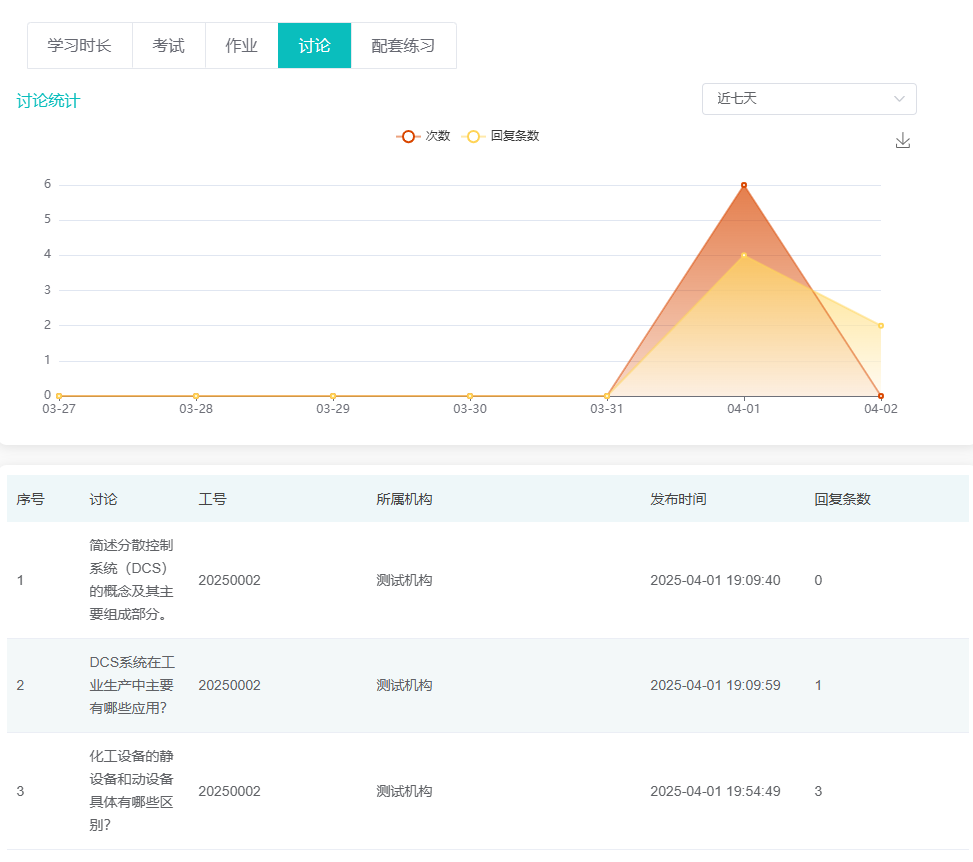 学习时长 考试 作业 讨论 配套练习
讨论统计 近七天
次数 回复条数
6
5
4
3
2
1
0
03-27 03-28 03-29 03-30 03-31 04-01 04-02
序号 讨论 工号 所属机构 发布时间 回复条数
简述分散控制
系统（DCS）
1 的概念及其主 20250002 测试机构 2025-04-01 19:09:40 0
要组成部分。
DCS系统在工
2 业生产中主要 20250002 测试机构 2025-04-01 19:09:59 1
有哪些应用？
化工设备的静
设备和动设备
3 具体有哪些区 20250002 测试机构 2025-04-01 19:54:49 3
别？